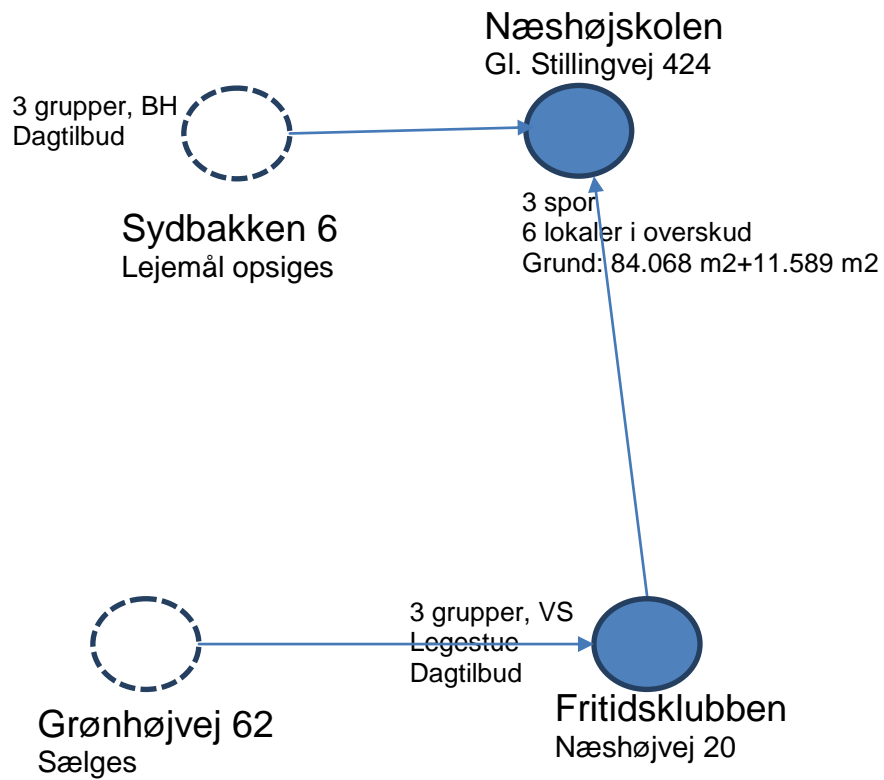 Næshøjskolen
Gl. Stillingvej 424
3 grupper, BH
Dagtilbud
Sydbakken 6
Lejemål opsiges
3 spor
6 lokaler i overskud
Grund: 84.068 m2+11.589 m2
3 grupper, VS
Legestue
Dagtilbud
Grønhøjvej 62
Sælges
Fritidsklubben
Næshøjvej 20